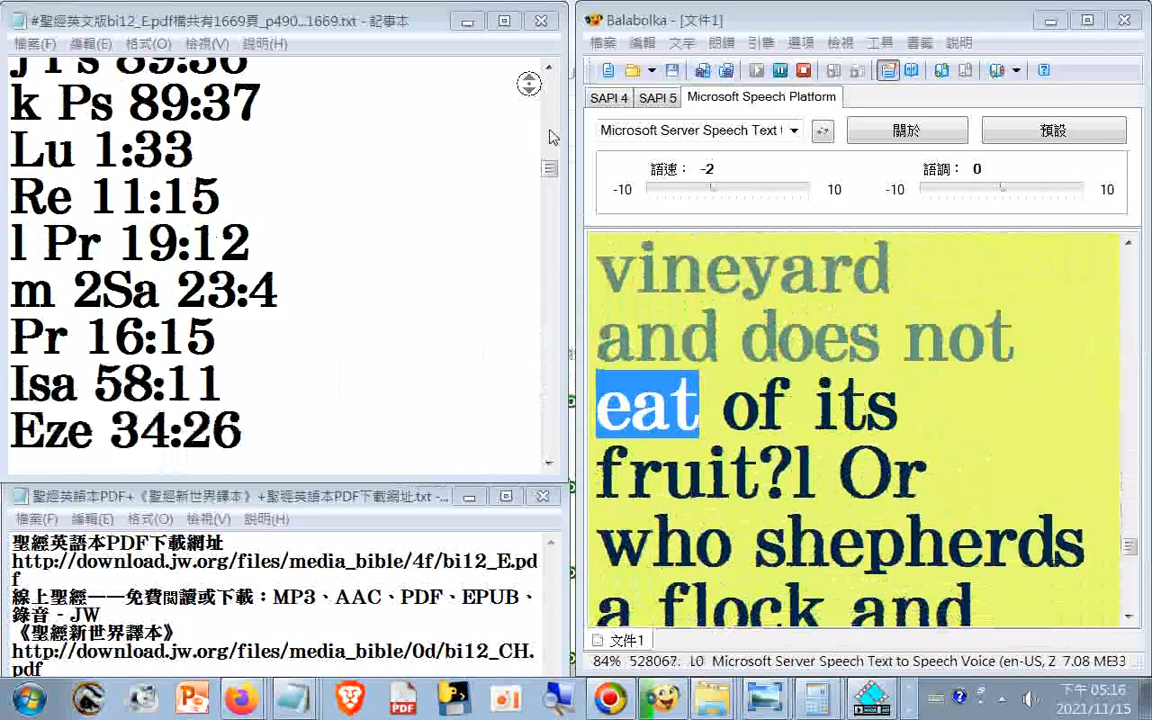 #聖經英文版bi12_E.pdf檔共有1669頁_p490...1669.txt - 記事本
檔案(F) 編輯(E) 格式(O) 檢視(V) 說明(H)
j Ps 89:36
k Ps 89:37
Lu 1:33
Re 11:15
l Pr 19:12
m 2Sa 23:4
Pr 16:15
Isa 58:11
Eze 34:26
聖經英語本PDF+《聖經新世界譯本》+聖經英語本PDF下載網址.txt - ...
檔案(F) 編輯(E) 格式(O) 檢視(V) 說明(H)
聖經英語本PDF下載網址
http://download.jw.org/files/media_bible/4f/bi12_E.pd
f
線上聖經——免費閱讀或下載：MP3、AAC、PDF、EPUB、
錄音 - JW
《聖經新世界譯本》
http://download.jw.org/files/media_bible/0d/bi12_CH.
pdf
Balabolka - [文件1]
檔案 編輯 文字 朗讀 引擎 選項 檢視 工具 書籤 說明
SAPI 4 SAPI 5 Microsoft Speech Platform
Microsoft Server Speech Text 關於 預設
語速： -2 語調： 0
-10 10 -10 10
vineyard
and does not
eat of its
fruit?l Or
who shepherds
a flock and
文件1
84% 528067: L0 Microsoft Server Speech Text to Speech Voice (en-US, Z 7.08 ME33
PDF
下午 05:16
2021/11/15